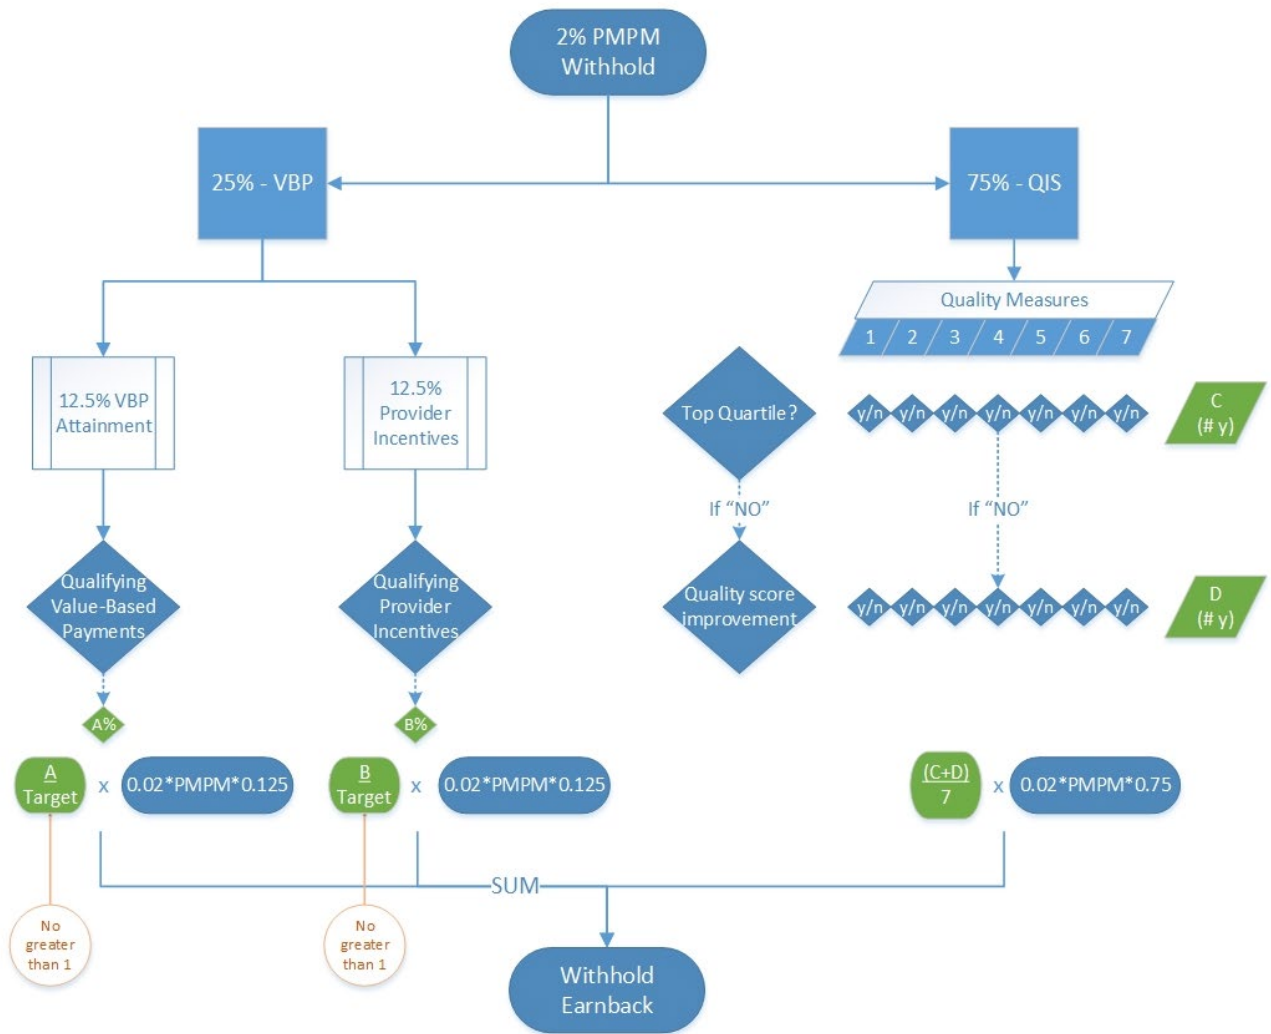 2% PMPM
Withhold
25% - VBP
75% - QIS
Quality Measures
1 2 3 4 5 6 7
12.5% VBP
Attainment
12.5%
Provider
Incentives
Top Quartile?
y/n y/n y/n y/n y/n y/n y/n
C
(# y)
If “NO”
If “NO”
Qualifying
Value-Based
Payments
Qualifying
Provider
Incentives
Quality score
improvement
y/n y/n y/n y/n y/n y/n y/n
D
(# y)
A%
B%
A
Target
x
0.02*PMPM*0.125
B
Target
x
0.02*PMPM*0.125
(C+D)
7
x
0.02*PMPM*0.75
SUM
No
greater
than 1
No
greater
than 1
Withhold
Earnback